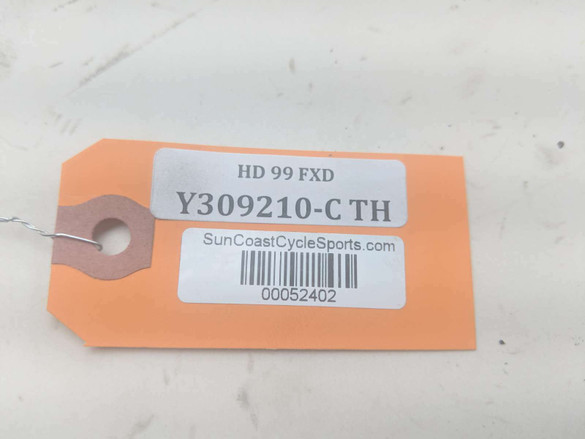 HD 99 FXD
Y309210-C TH
SunCoastCycleSports.com
00052402